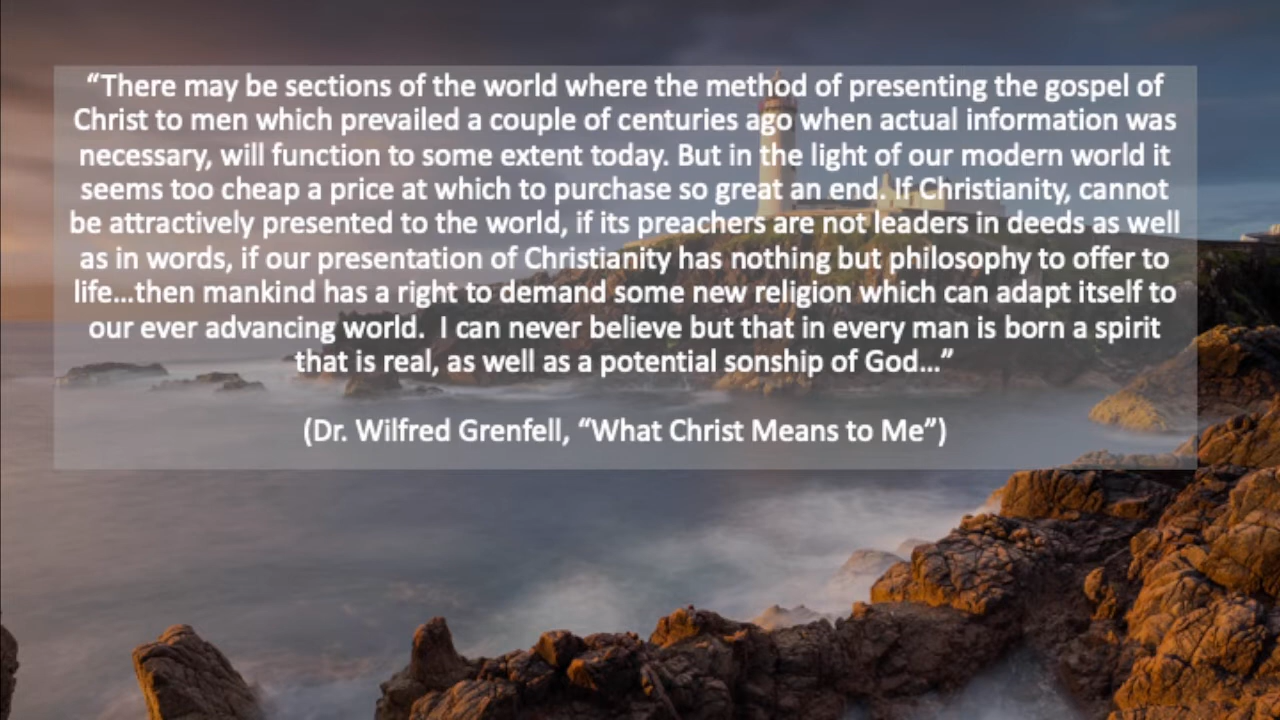 “There may be sections of the world where the method of presenting the gospel of
Christ to men which prevailed a couple of centuries ago when actual information was
necessary, will function to some extent today. But in the light of our modern world it
seems too cheap a price at which to purchase so great an end. If Christianity, cannot
be attractively presented to the world, if its preachers are not leaders in deeds as well
as in words, if our presentation of Christianity has nothing but philosophy to offer to
life…then mankind has a right to demand some new religion which can adapt itself to
our ever advancing world.  I can never believe but that in every man is born a spirit
that is real, as well as a potential sonship of God…”
(Dr. Wilfred Grenfell, “What Christ Means to Me”)